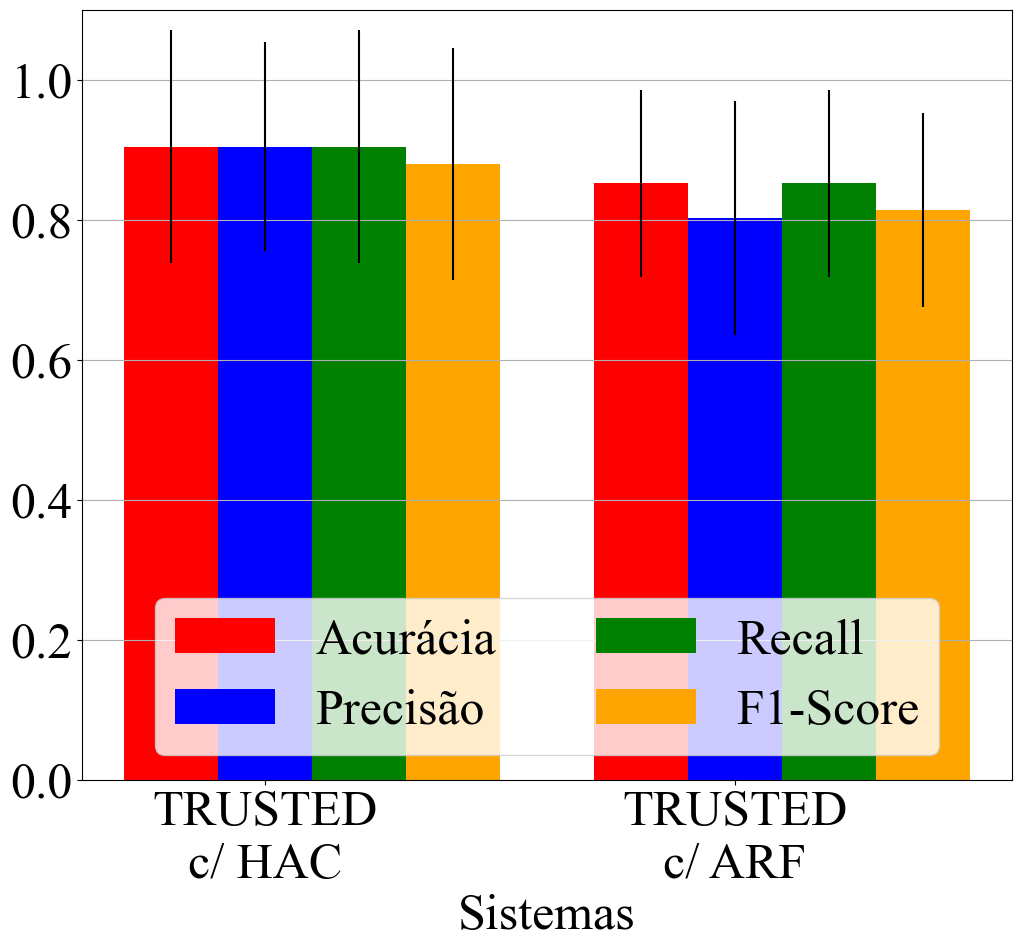 1.0
0.8
0.6
0.4
0.2
0.0
Acurácia
Precisão
Recall
F1-Score
TRUSTED
c/ HAC
TRUSTED
c/ ARF
Sistemas